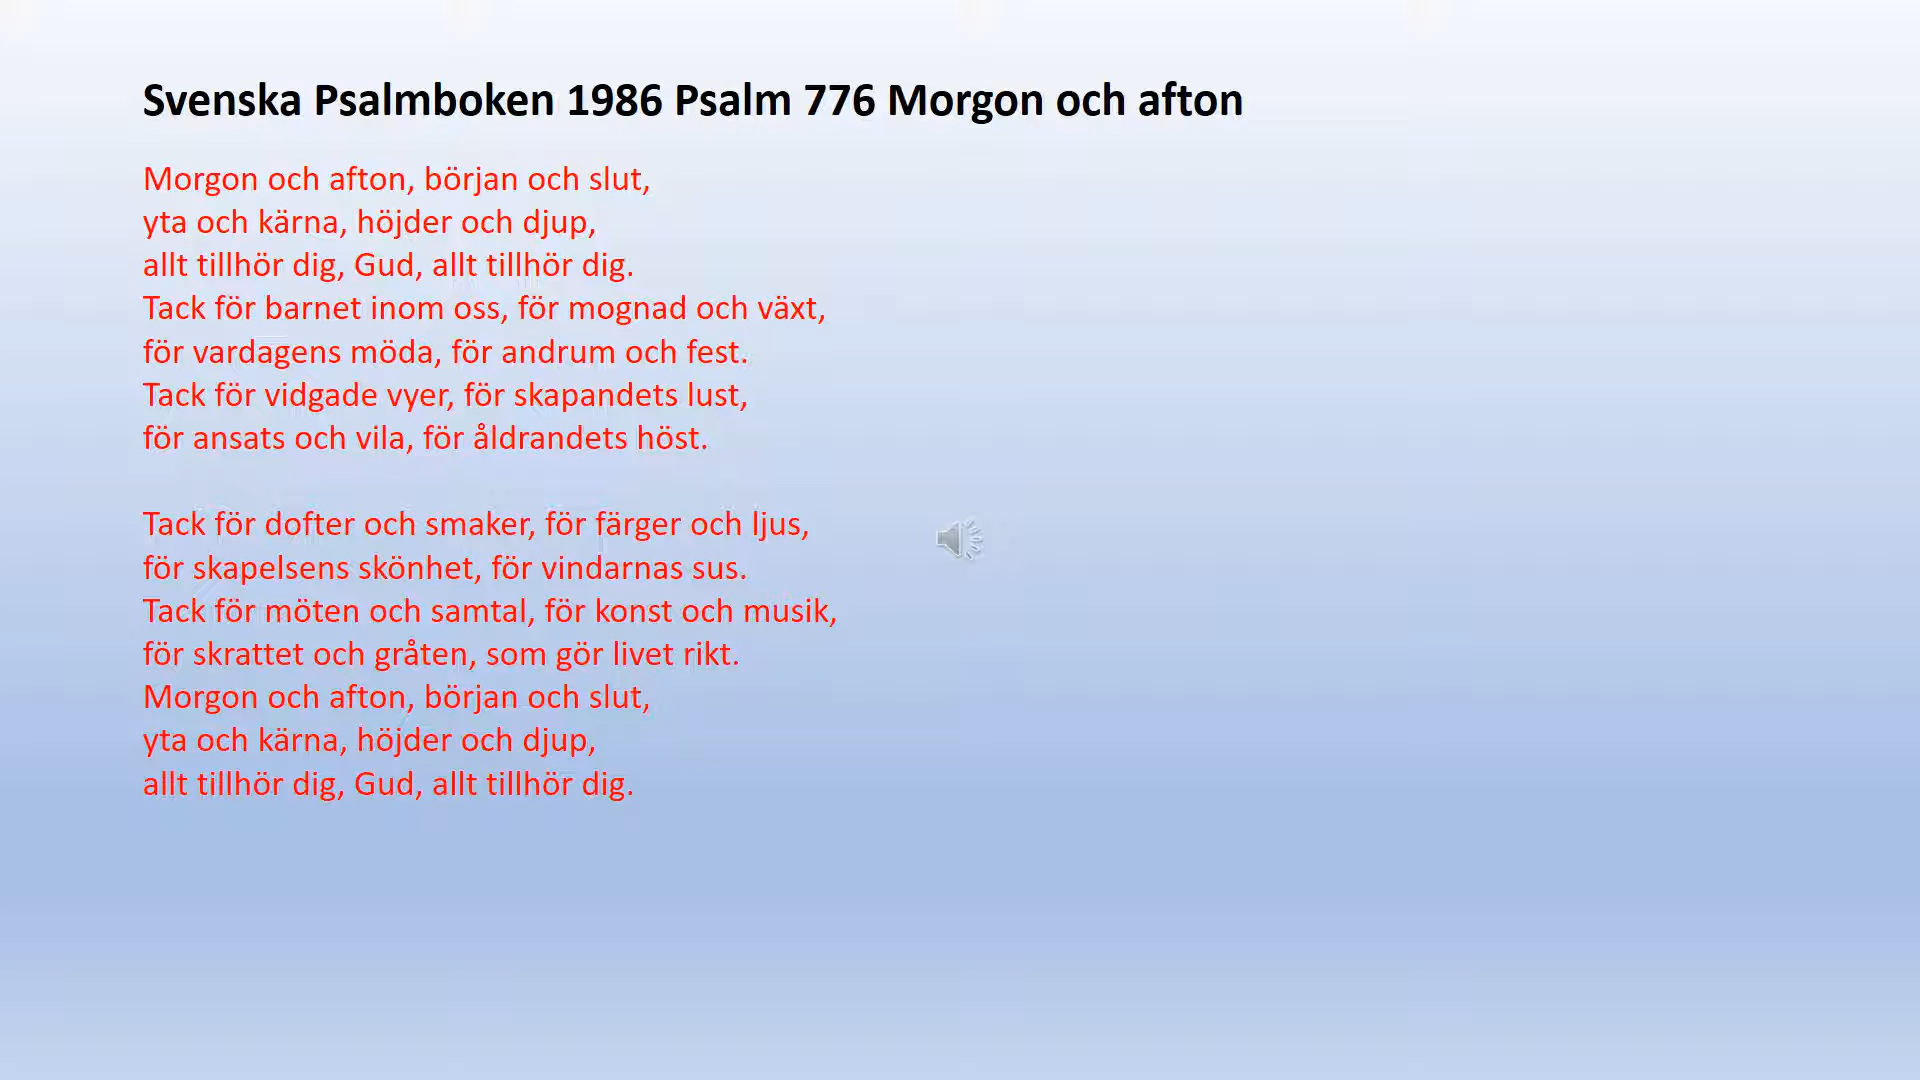 Svenska Psalmboken 1986 Psalm 776 Morgon och afton
Morgon och afton, början och slut,
yta och kärna, höjder och djup,
allt tillhör dig, Gud, allt tillhör dig.
Tack för barnet inom oss, för mognad och växt,
för vardagens möda, för andrum och fest.
Tack för vidgade vyer, för skapandets lust,
för ansats och vila, för åldrandets höst.
Tack för dofter och smaker, för färger och ljus,
för skapelsens skönhet, för vindarnas sus.
Tack för möten och samtal, för konst och musik,
för skrattet och gråten, som gör livet rikt.
Morgon och afton, början och slut,
yta och kärna, höjder och djup,
allt tillhör dig, Gud, allt tillhör dig.